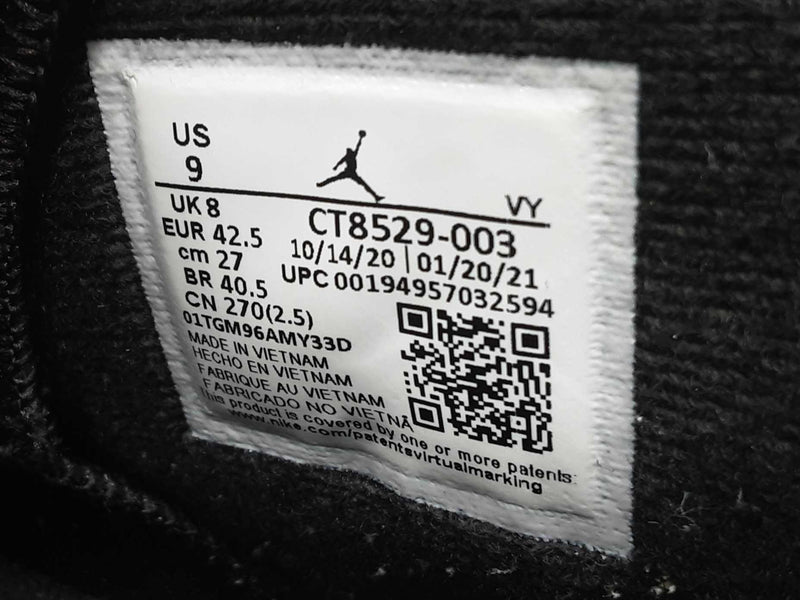 US
9
VY
UK 8
EUR 42.5
cm 27
BR 40.5
CN 270(2.5)
CT8529-003
10/14/20 | 01/20/21
UPC 00194957032594
01TGM96AMY33D
MADE IN VIETNAM
HECHO EN VIETNAM
FABRIQUE AU VIETNAM
FABRICADO NO VIETNÃ
This product is covered by one or more patents:
www.nike.com/patentsvirtualmarking